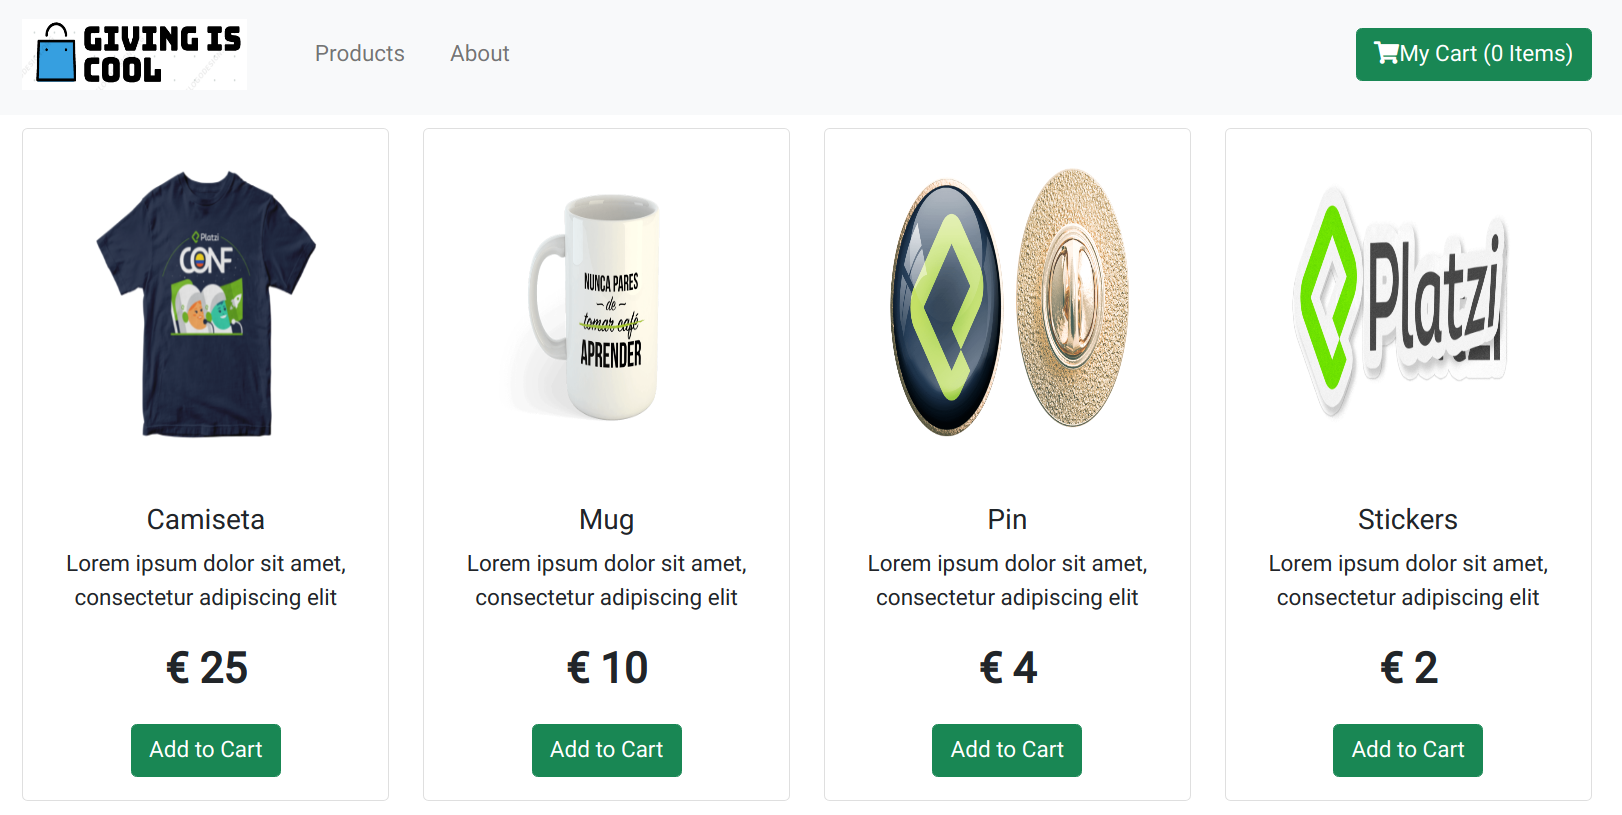 GIVING IS
COOL
Products
About
My Cart (0 Items)
Platzi
CONF
NUNCA PARES
~de~
tomar café
APRENDER
Platzi
Camiseta
Mug
Pin
Stickers
Lorem ipsum dolor sit amet,
consectetur adipiscing elit
Lorem ipsum dolor sit amet,
consectetur adipiscing elit
Lorem ipsum dolor sit amet,
consectetur adipiscing elit
Lorem ipsum dolor sit amet,
consectetur adipiscing elit
€ 25
€ 10
€ 4
€ 2
Add to Cart
Add to Cart
Add to Cart
Add to Cart